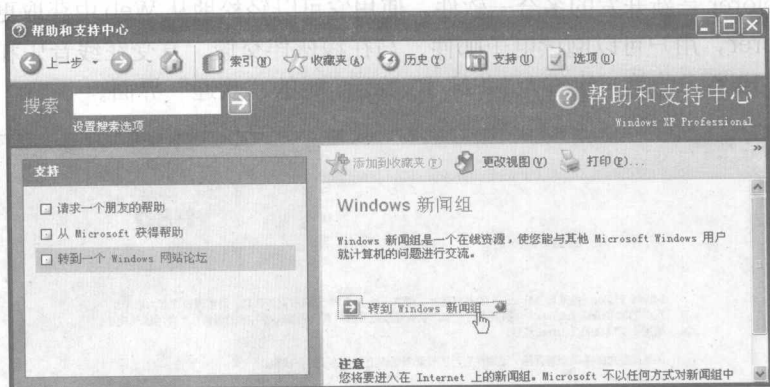 帮助和支持中心
上一步 索引(N) 收藏夹(A) 历史(Y) 支持(U) 选项(O)
搜索
设置搜索选项
帮助和支持中心
Windows XP Professional
支持
请求一个朋友的帮助
从 Microsoft 获得帮助
转到一个 Windows 网站论坛
添加到收藏夹(F) 更改视图(V) 打印(P)...
Windows 新闻组
Windows 新闻组是一个在线资源，使您能与其他 Microsoft Windows 用户
就计算机的问题进行交流。
转到 Windows 新闻组
注意
您将要进入在 Internet 上的新闻组。Microsoft 不以任何方式对新闻组中